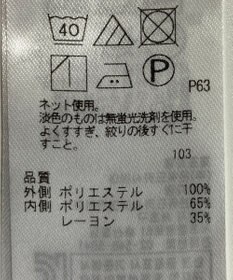 40
P
P63
ネット使用。
淡色のものは無蛍光洗剤を使用。
よくすすぎ、絞りの後すぐに干
すこと。
103
品質
外側 ポリエステル 100%
内側 ポリエステル 65%
レーヨン 35%